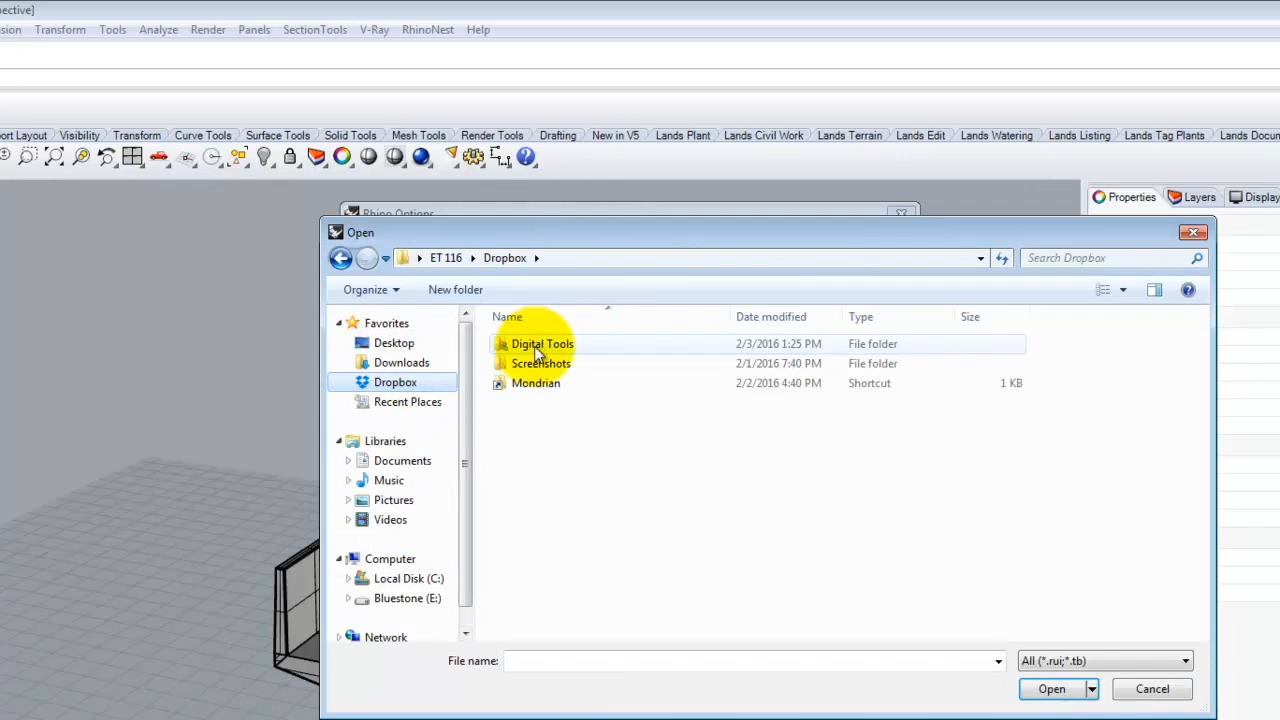 pective]
sion Transform Tools Analyze Render Panels SectionTools V-Ray RhinoNest Help
port Layout Visibility Transform Curve Tools Surface Tools Solid Tools Mesh Tools Render Tools Drafting New in V5 Lands Plant Lands Civil Work Lands Terrain Lands Edit Lands Watering Lands Listing Lands Tag Plants Lands Docum
Rhino Options
Properties Layers Display
Open
ET 116 Dropbox Search Dropbox
Organize New folder
Name Date modified Type Size
Favorites
Desktop
Downloads
Dropbox
Recent Places
Libraries
Documents
Music
Pictures
Videos
Computer
Local Disk (C:)
Bluestone (E:)
Network
Digital Tools 2/3/2016 1:25 PM File folder
Screenshots 2/1/2016 7:40 PM File folder
Mondrian 2/2/2016 4:40 PM Shortcut 1 KB
File name: All (*.rui;*.tb)
Open Cancel